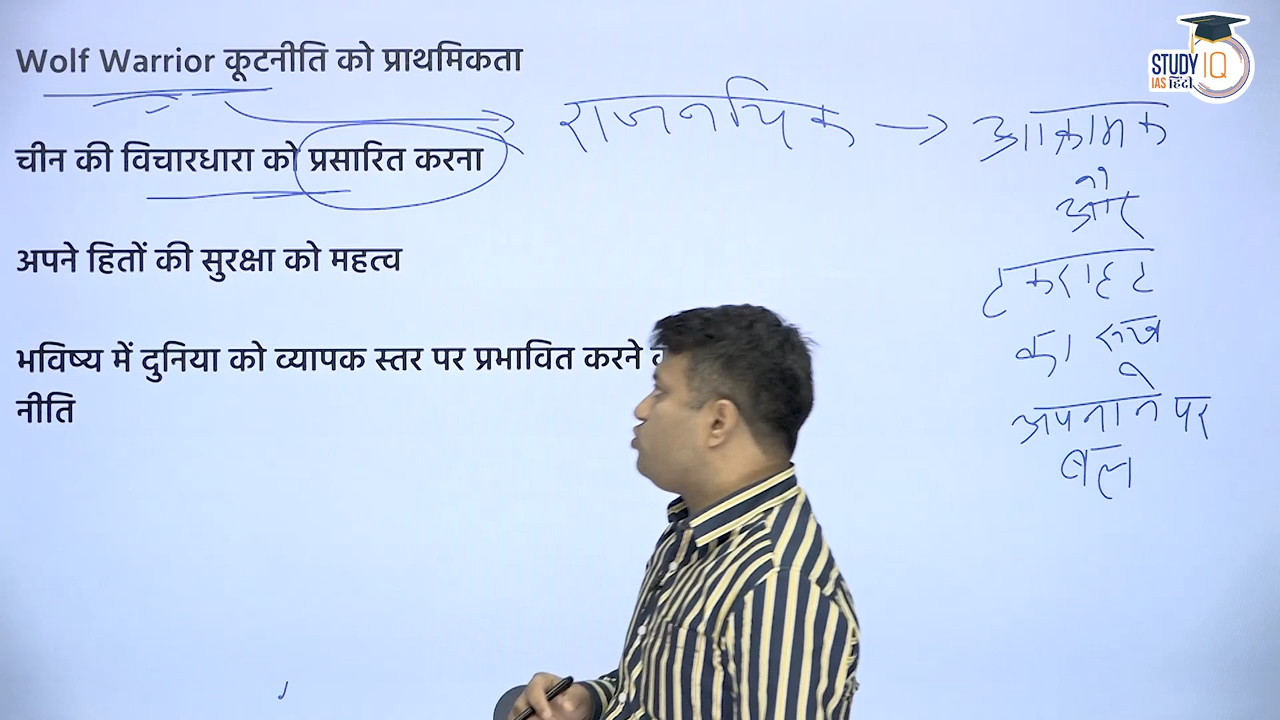 Wolf Warrior कूटनीति को प्राथमिकता
चीन की विचारधारा को प्रसारित करना
अपने हितों की सुरक्षा को महत्व
भविष्य में दुनिया को व्यापक स्तर पर प्रभावित करने
नीति
राजनयिक → आक्रामक
और
टकराहट
का रूख
अपनाने पर
बल
STUDY IQ
IAS हिंदी